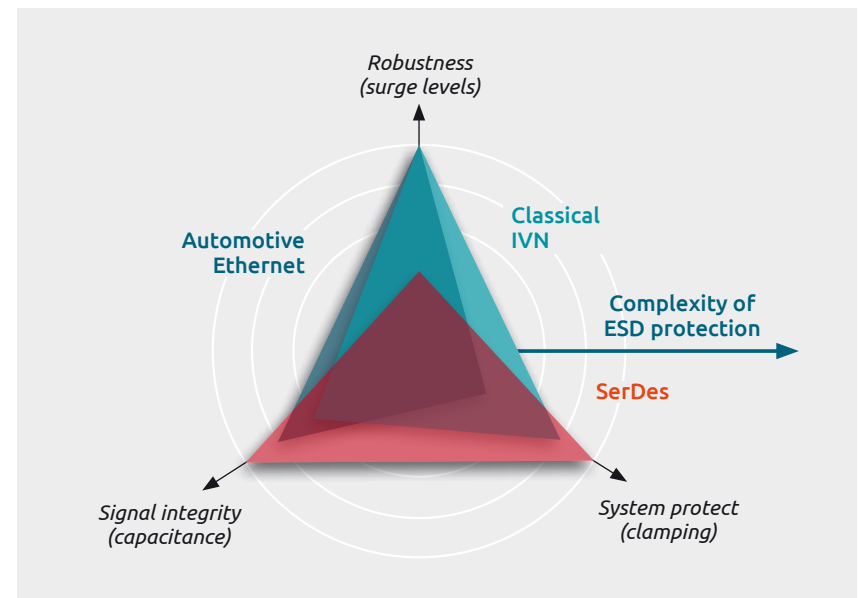 Robustness
(surge levels)
Classical
IVN
Automotive
Ethernet
Complexity of
ESD protection
SerDes
Signal integrity
(capacitance)
System protect
(clamping)